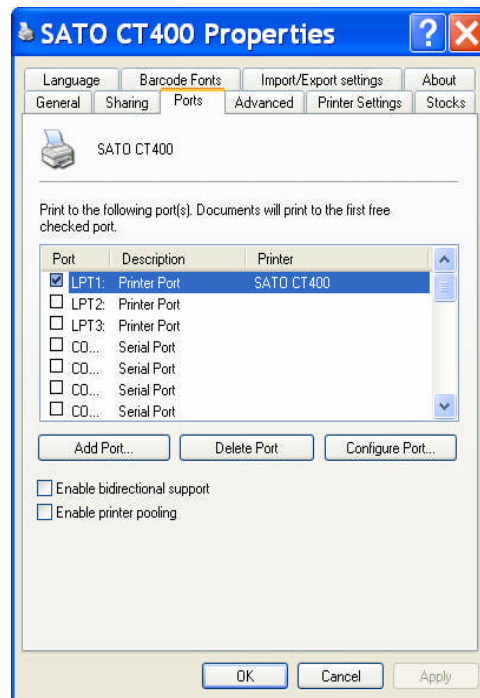 SATO CT400 Properties
Language Barcode Fonts Import/Export settings About
General Sharing Ports Advanced Printer Settings Stocks
SATO CT400
Print to the following port(s). Documents will print to the first free
checked port.
Port Description Printer
LPT1: Printer Port SATO CT400
LPT2: Printer Port
LPT3: Printer Port
CO... Serial Port
CO... Serial Port
CO... Serial Port
CO... Serial Port
Add Port... Delete Port Configure Port...
Enable bidirectional support
Enable printer pooling
OK Cancel Apply